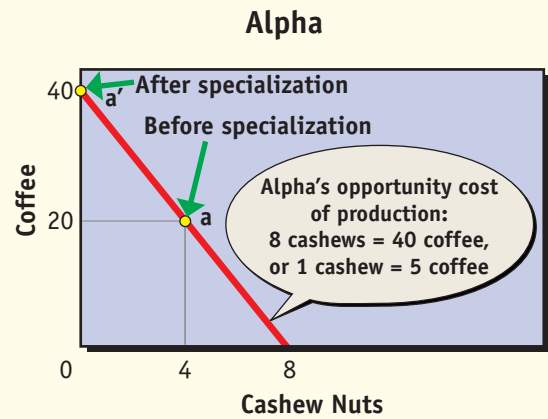 Alpha
40
a′
After specialization
Before specialization
a
Coffee
20
Alpha’s opportunity cost
of production:
8 cashews = 40 coffee,
or 1 cashew = 5 coffee
0
4
8
Cashew Nuts